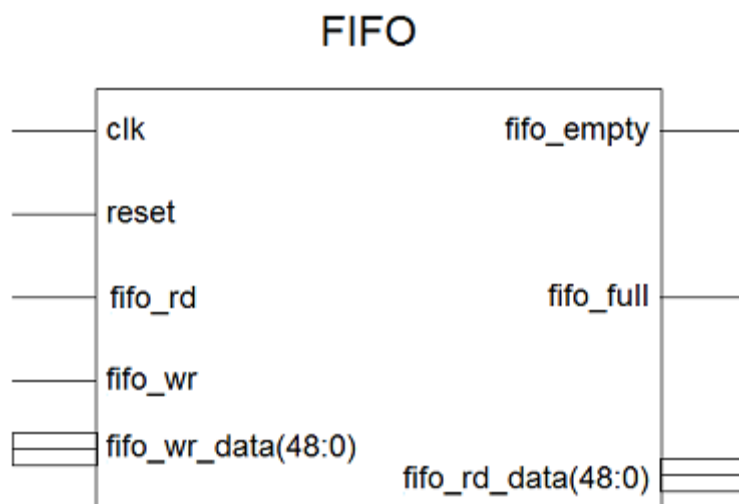 FIFO
clk
fifo_empty
reset
fifo_rd
fifo_full
fifo_wr
fifo_wr_data(48:0)
fifo_rd_data(48:0)